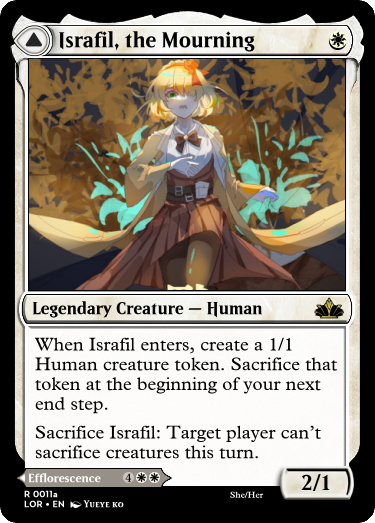 Israfil, the Mourning
Legendary Creature — Human
When Israfil enters, create a 1/1
Human creature token. Sacrifice that
token at the beginning of your next
end step.
Sacrifice Israfil: Target player can't
sacrifice creatures this turn.
Efflorescence 4
2/1
R 0011a
LOR • EN Yueye ko
She/Her